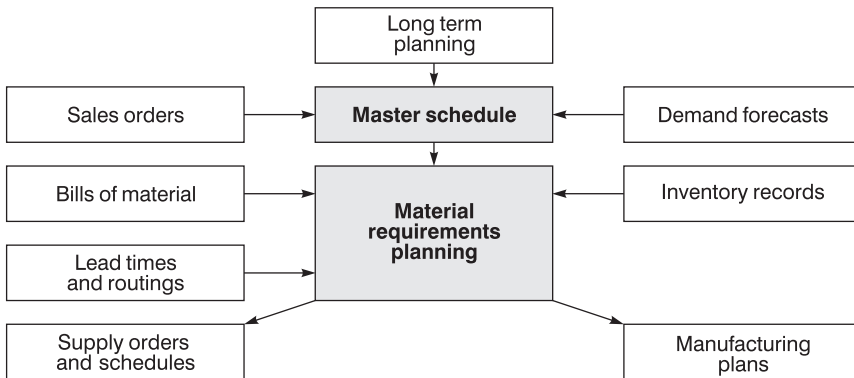 Long term
planning
Sales orders
Master schedule
Demand forecasts
Bills of material
Inventory records
Material
requirements
planning
Lead times
and routings
Supply orders
and schedules
Manufacturing
plans